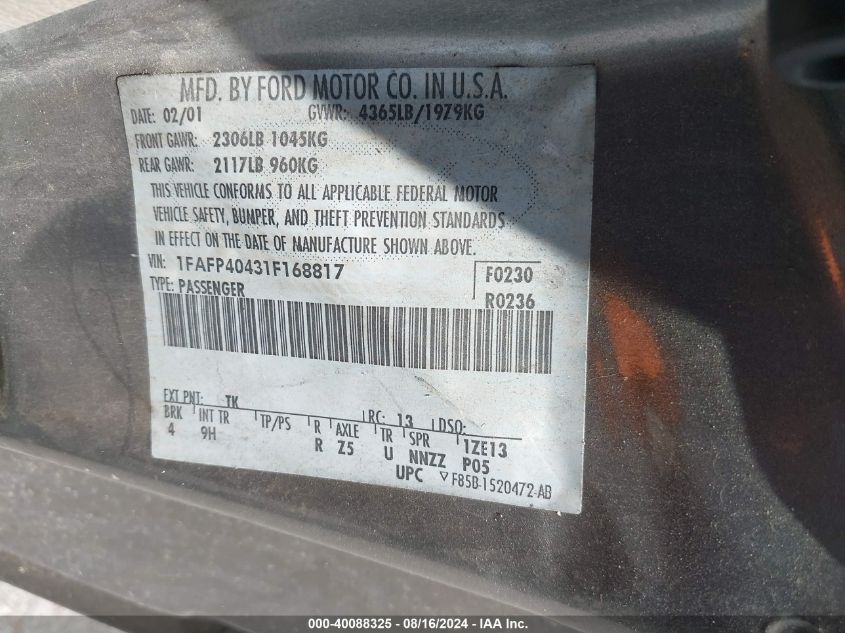 MFD. BY FORD MOTOR CO. IN U.S.A.
DATE: 02/01 GVWR: 4365LB/1979KG
FRONT GAWR: 2306LB 1045KG
REAR GAWR: 2117LB 960KG
THIS VEHICLE CONFORMS TO ALL APPLICABLE FEDERAL MOTOR
VEHICLE SAFETY, BUMPER, AND THEFT PREVENTION STANDARDS
IN EFFECT ON THE DATE OF MANUFACTURE SHOWN ABOVE.
VIN: 1FAFP40431F168817 F0230
TYPE: PASSENGER R0236
EXT PNT: TK RC: 13 DSO:
BRK INT TR TP/PS R AXLE TR SPR 1ZE13
4 9H R Z5 U NNZZ P05
UPC ▽F85B-1520472-AB
000-40088325 - 08/16/2024 - IAA Inc.